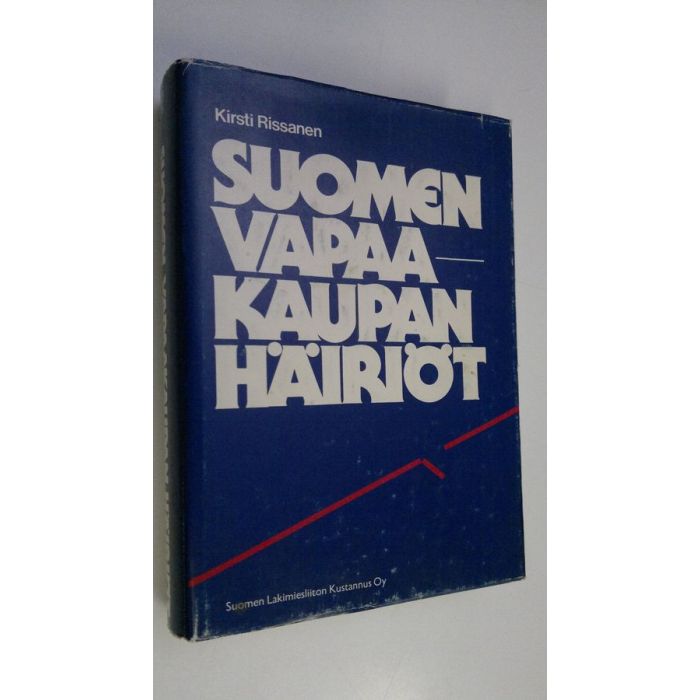 Kirsti Rissanen
SUOMEN
VAPAA—
KAUPAN
HÄIRIÖT
Suomen Lakimiesliiton Kustannus Oy